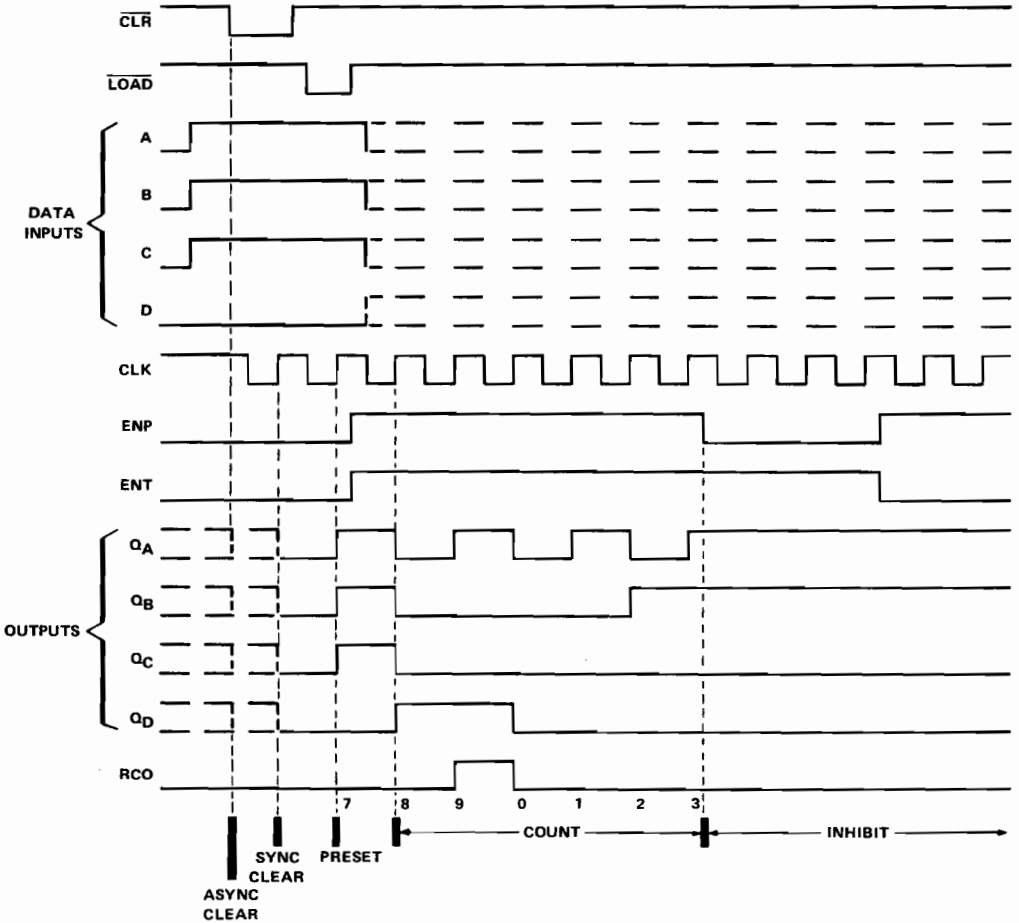 CLR
LOAD
A
B
DATA
INPUTS
C
D
CLK
ENP
ENT
QA
QB
OUTPUTS
QC
QD
RCO
7 8 9 0 1 2 3
COUNT INHIBIT
SYNC
CLEAR
PRESET
ASYNC
CLEAR